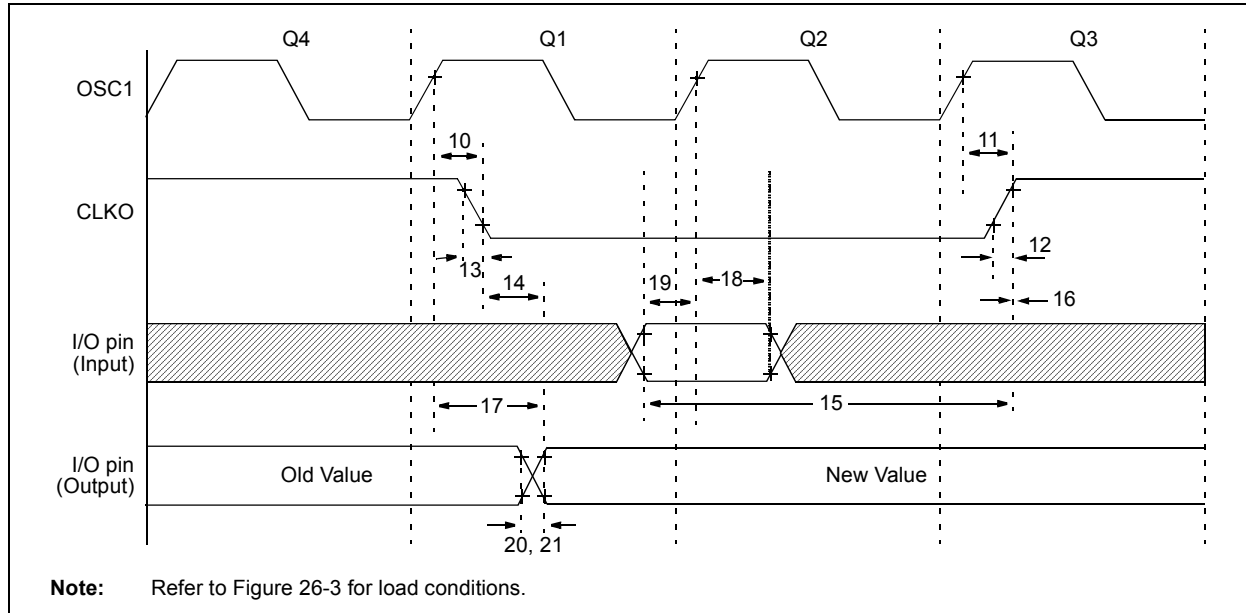 Q4 Q1 Q2 Q3
OSC1
10 11
CLKO
13 12
14 19 18 16
I/O pin
(Input)
17 15
I/O pin
(Output)
Old Value New Value
20, 21
Note: Refer to Figure 26-3 for load conditions.